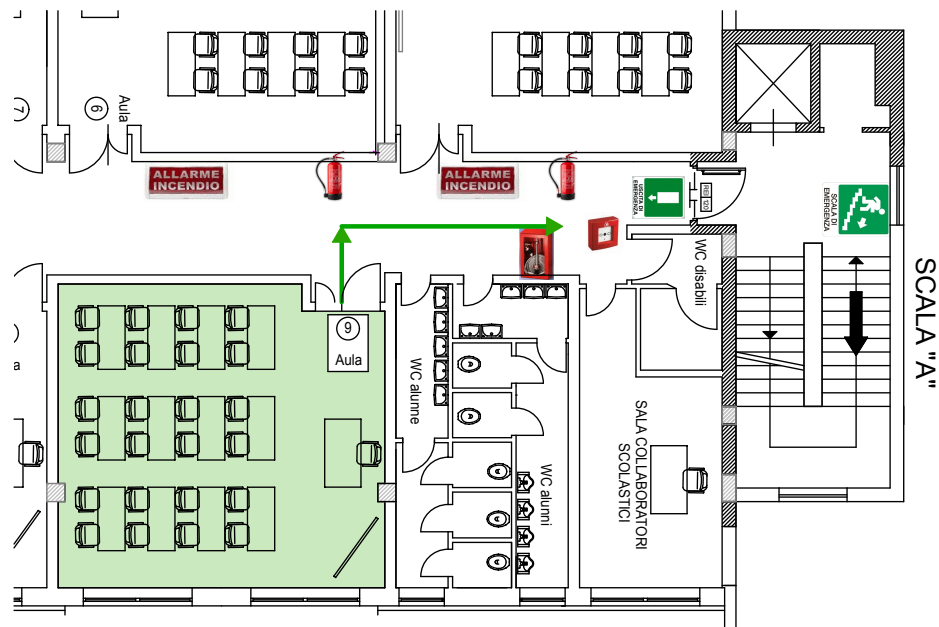 7
6
Aula
ALLARME
INCENDIO
ALLARME
INCENDIO
USCITA DI
EMERGENZA
REI 120
SCALA DI
EMERGENZA
WC disabili
SCALA "A"
9
Aula
a
WC alunne
WC alunni
SALA COLLABORATORI
SCOLASTICI